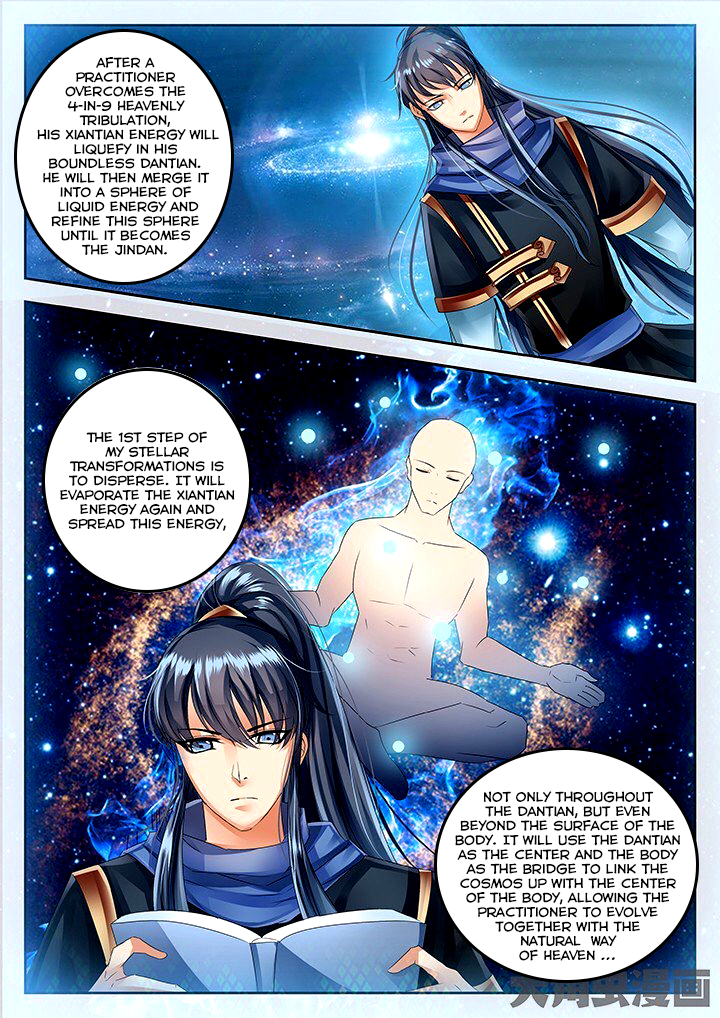 AFTER A
PRACTITIONER
OVERCOMES THE
4-IN-9 HEAVENLY
TRIBULATION,
HIS XIANTIAN ENERGY WILL
LIQUEFY IN HIS
BOUNDLESS DANTIAN.
HE WILL THEN MERGE IT
INTO A SPHERE OF
LIQUID ENERGY AND
REFINE THIS SPHERE
UNTIL IT BECOMES
THE JINDAN.
THE 1ST STEP OF
MY STELLAR
TRANSFORMATIONS IS
TO DISPERSE. IT WILL
EVAPORATE THE XIANTIAN
ENERGY AGAIN AND
SPREAD THIS ENERGY,
NOT ONLY THROUGHOUT
THE DANTIAN, BUT EVEN
BEYOND THE SURFACE OF THE
BODY. IT WILL USE THE DANTIAN
AS THE CENTER AND THE BODY
AS THE BRIDGE TO LINK THE
COSMOS UP WITH THE CENTER
OF THE BODY, ALLOWING THE
PRACTITIONER TO EVOLVE
TOGETHER WITH THE
NATURAL WAY
OF HEAVEN ...
漫画